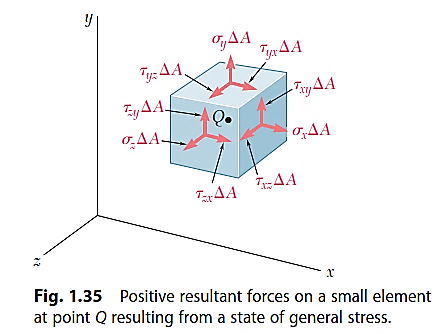 y
σyΔA
τyxΔA
τyzΔA
τxyΔA
τzyΔA
Q
σzΔA
σxΔA
τzxΔA
τxzΔA
z
x
Fig. 1.35 Positive resultant forces on a small element
at point Q resulting from a state of general stress.